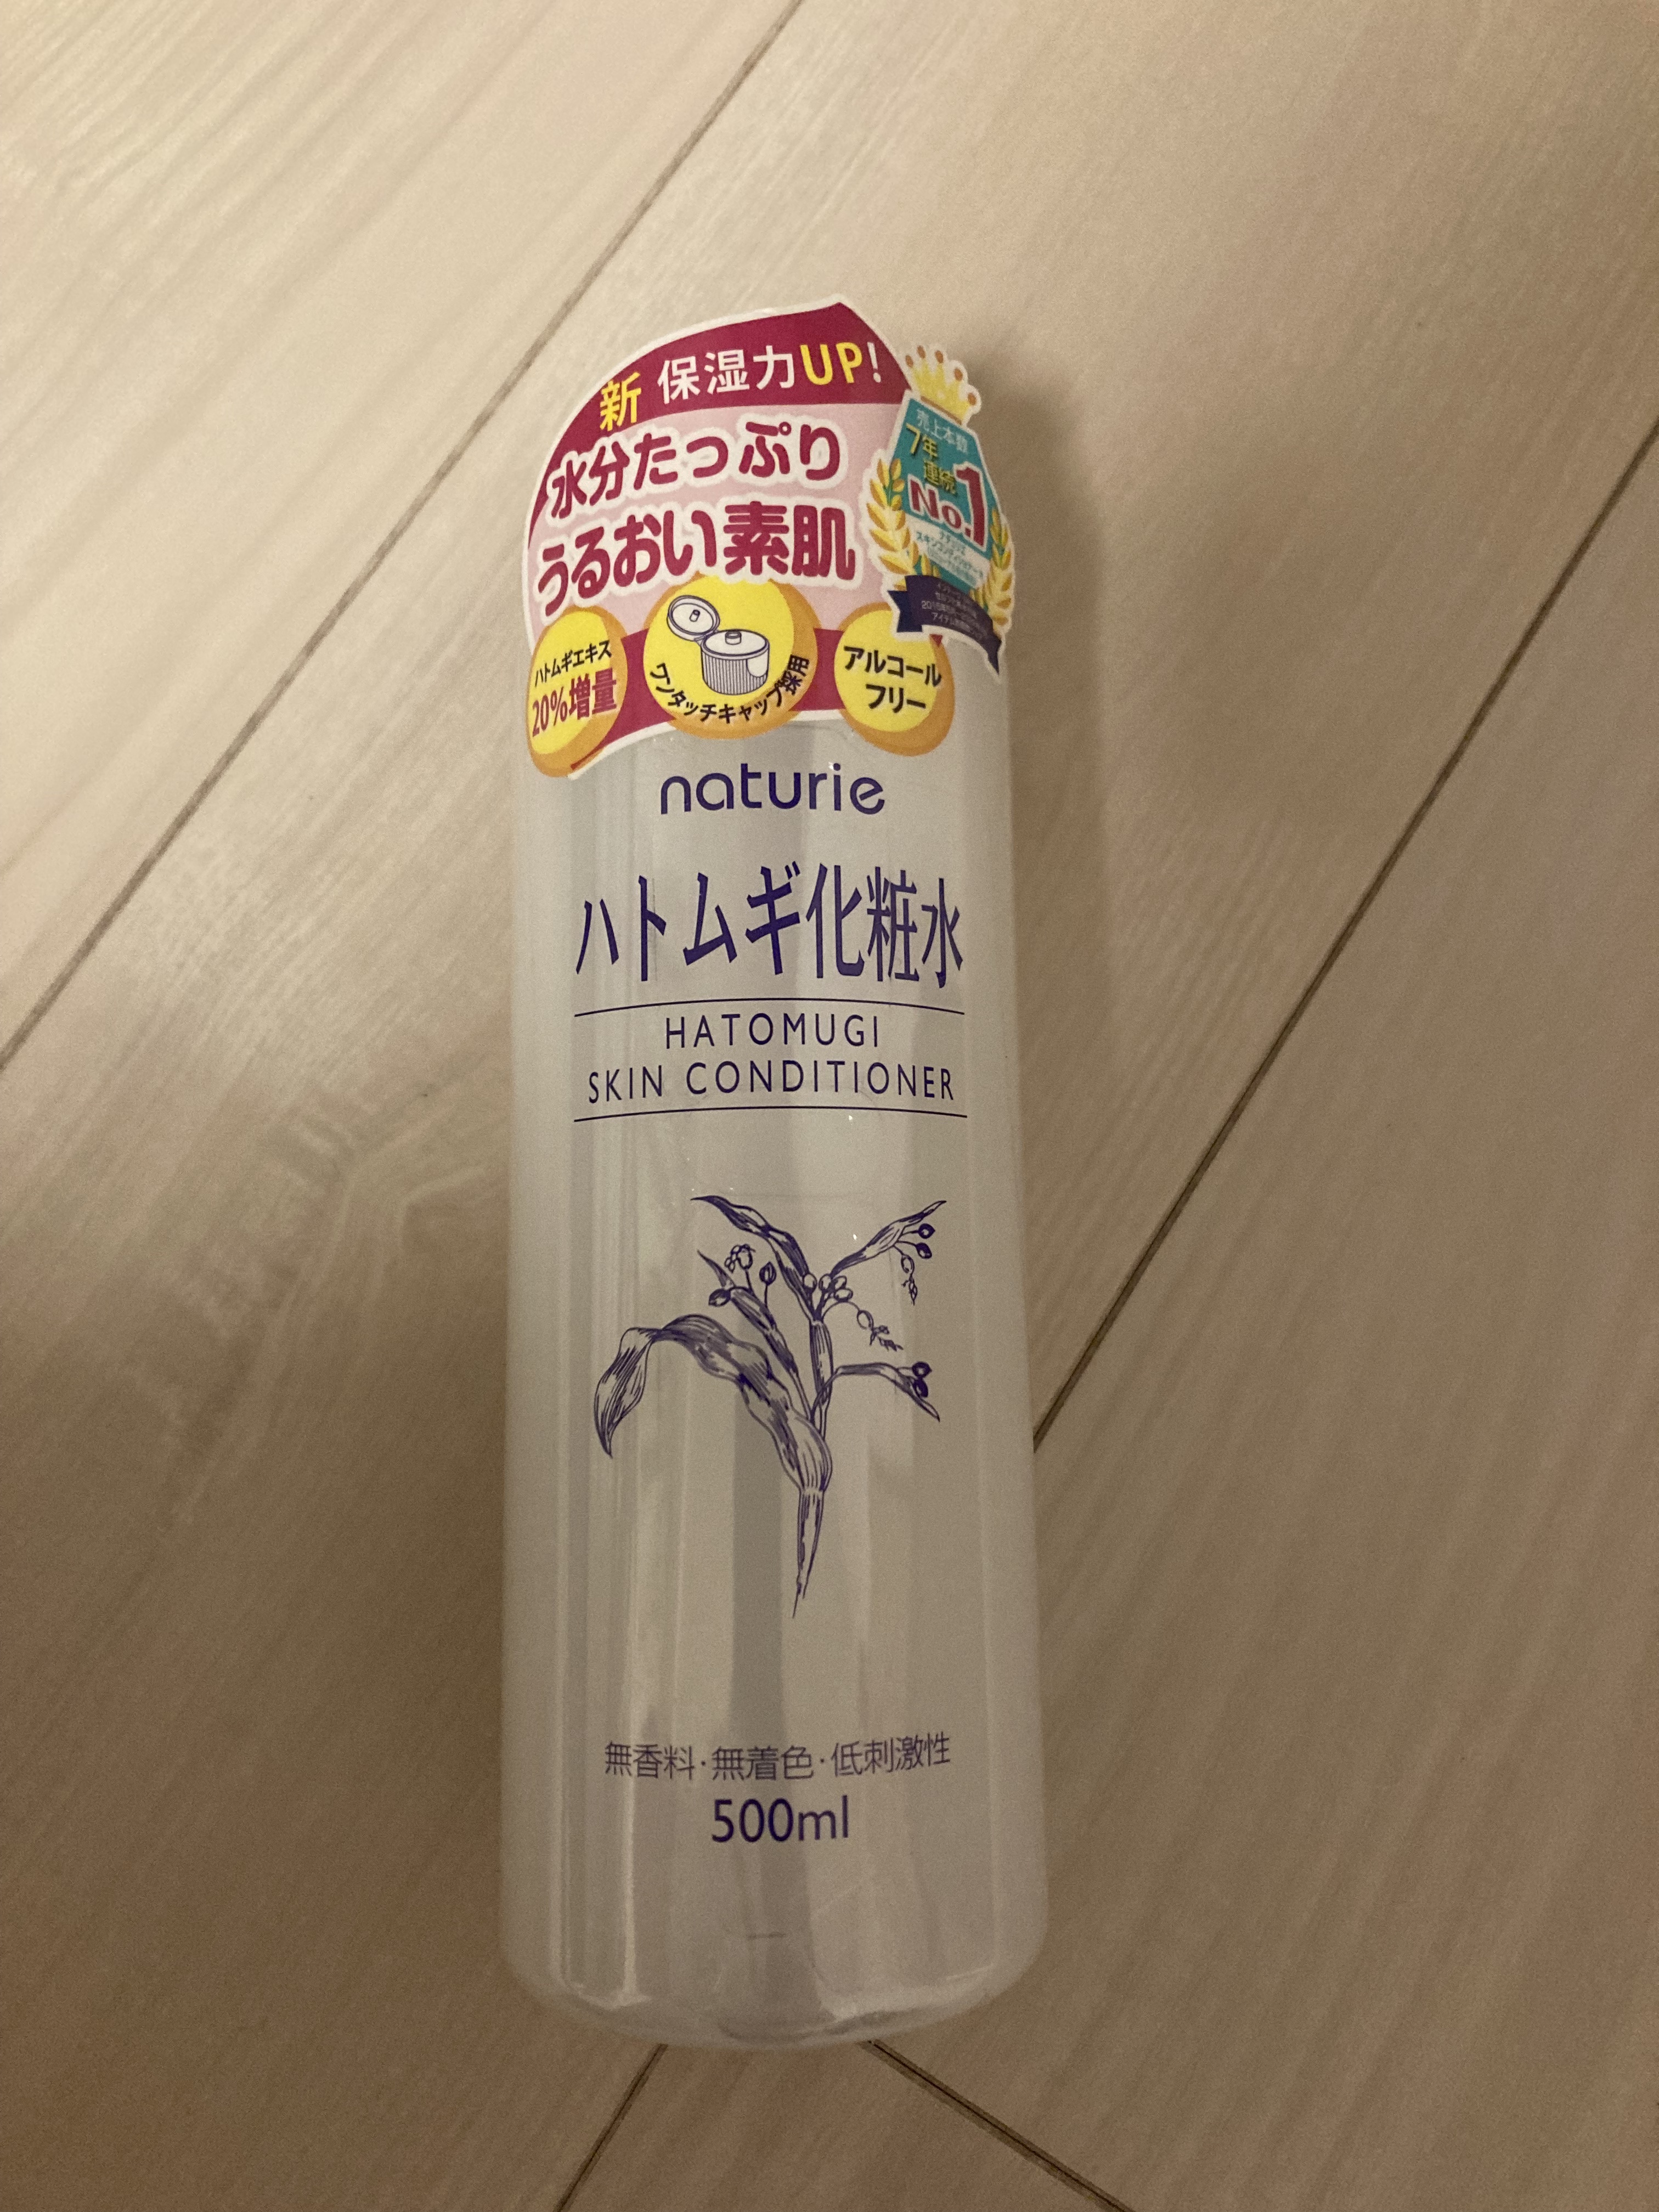 新 保湿力UP!
水分たっぷり
うるおい素肌
売上本数
7年
連続
No.1
ハトムギエキス
20%増量
ワンタッチキャップ採用
アルコール
フリー
naturie
ハトムギ化粧水
HATOMUGI
SKIN CONDITIONER
無香料・無着色・低刺激性
500ml